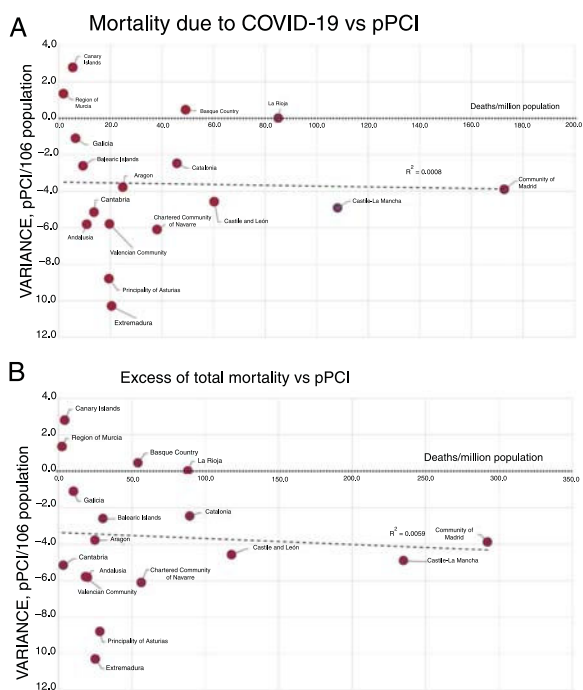 A
Mortality due to COVID-19 vs pPCI
VARIANCE, pPCI/106 population
4.0
2.0
0.0
−2.0
−4.0
−6.0
−8.0
10.0
12.0
0.0
20.0
40.0
60.0
80.0
100.0
120.0
140.0
160.0
180.0
200.0
Deaths/million population
Canary
Islands
Region of
Murcia
Basque Country
La Rioja
Galicia
Balearic Islands
Catalonia
Aragon
R2 = 0.0008
Community of
Madrid
Cantabria
Castile-La Mancha
Andalusia
Valencian Community
Chartered Community
of Navarre
Castile and León
Principality of Asturias
Extremadura
B
Excess of total mortality vs pPCI
VARIANCE, pPCI/106 population
4.0
2.0
0.0
−2.0
−4.0
−6.0
−8.0
10.0
12.0
0.0
50.0
100.0
150.0
200.0
250.0
300.0
350.0
Deaths/million population
Canary Islands
Region of Murcia
Basque Country
La Rioja
Galicia
Balearic Islands
Catalonia
Aragon
R2 = 0.0059
Community of
Madrid
Castile and León
Castile-La Mancha
Cantabria
Andalusia
Valencian Community
Chartered Community
of Navarre
Principality of Asturias
Extremadura